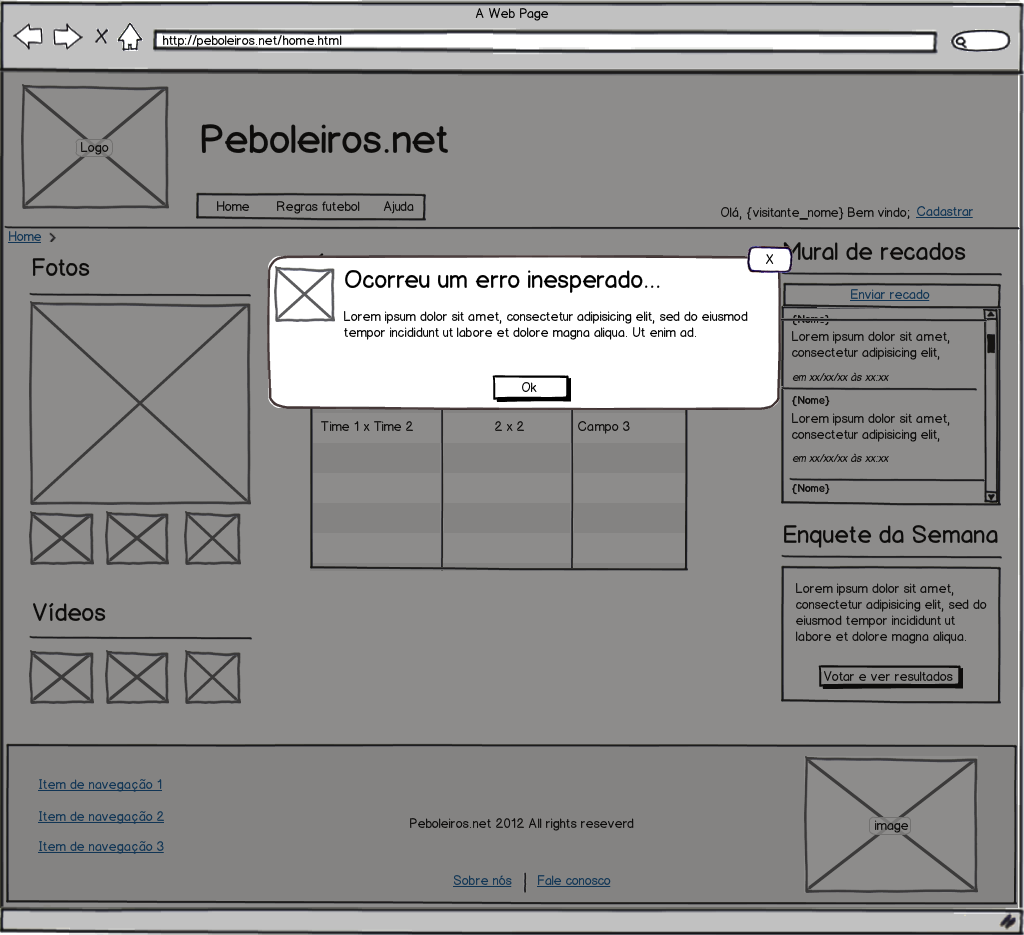 A Web Page
http://peboleiros.net/home.html
Logo
Peboleiros.net
Home Regras futebol Ajuda
Olá, {visitante_nome} Bem vindo; Cadastrar
Home >
Fotos
Vídeos
X
Ocorreu um erro inesperado...
Lorem ipsum dolor sit amet, consectetur adipisicing elit, sed do eiusmod
tempor incididunt ut labore et dolore magna aliqua. Ut enim ad.
Ok
Time 1 x Time 2 2 x 2 Campo 3
Mural de recados
Enviar recado
{Nome}
Lorem ipsum dolor sit amet,
consectetur adipisicing elit,
em xx/xx/xx às xx:xx
{Nome}
Lorem ipsum dolor sit amet,
consectetur adipisicing elit,
em xx/xx/xx às xx:xx
{Nome}
Enquete da Semana
Lorem ipsum dolor sit amet,
consectetur adipisicing elit, sed do
eiusmod tempor incididunt ut
labore et dolore magna aliqua.
Votar e ver resultados
Item de navegação 1
Item de navegação 2
Item de navegação 3
Peboleiros.net 2012 All rights reseverd
Sobre nós | Fale conosco
image